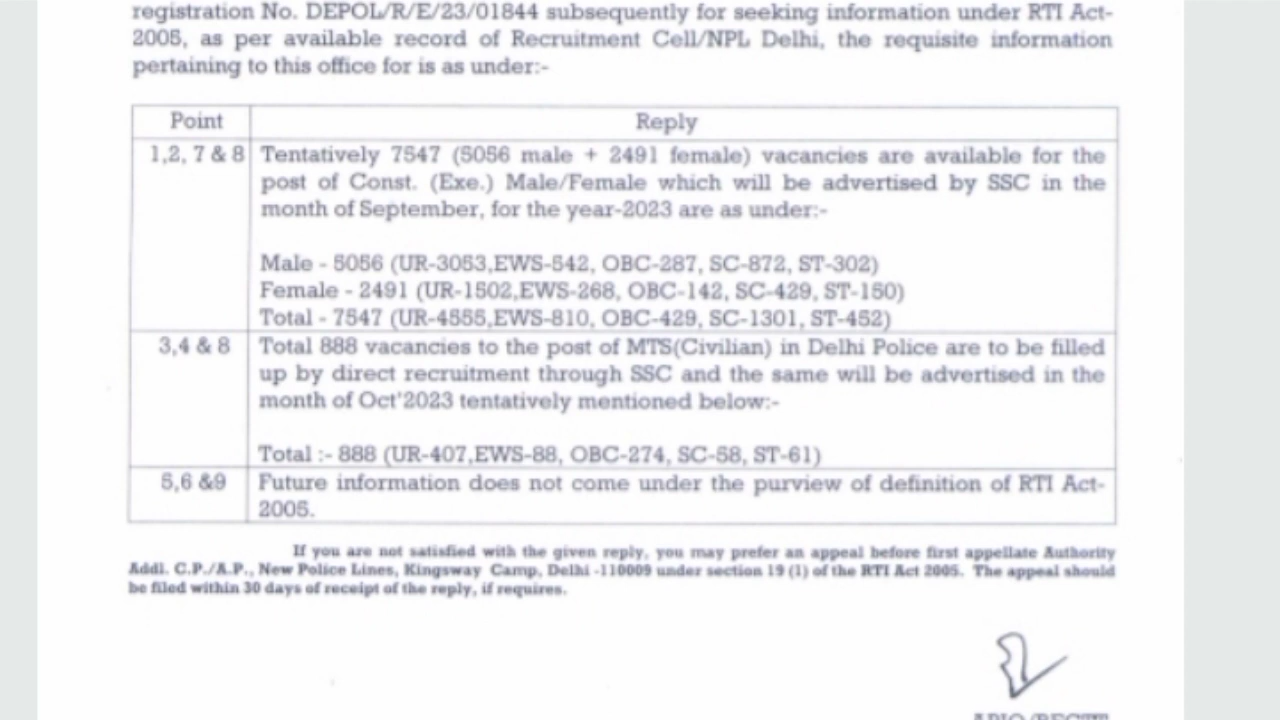 registration No. DEPOL/R/E/23/01844 subsequently for seeking information under RTI Act-
2005, as per available record of Recruitment Cell/NPL Delhi, the requisite information
pertaining to this office for is as under:-
Point Reply
1,2, 7 & 8 Tentatively 7547 (5056 male + 2491 female) vacancies are available for the
post of Const. (Exe.) Male/Female which will be advertised by SSC in the
month of September, for the year-2023 are as under:-
Male - 5056 (UR-3053,EWS-542, OBC-287, SC-872, ST-302)
Female - 2491 (UR-1502,EWS-268, OBC-142, SC-429, ST-150)
Total - 7547 (UR-4555,EWS-810, OBC-429, SC-1301, ST-452)
3,4 & 8 Total 888 vacancies to the post of MTS(Civilian) in Delhi Police are to be filled
up by direct recruitment through SSC and the same will be advertised in the
month of Oct'2023 tentatively mentioned below:-
Total :- 888 (UR-407,EWS-88, OBC-274, SC-58, ST-61)
5,6 &9 Future information does not come under the purview of definition of RTI Act-
2005.
If you are not satisfied with the given reply, you may prefer an appeal before first appellate Authority
Addl. C.P./A.P., New Police Lines, Kingsway Camp, Delhi -110009 under section 19 (1) of the RTI Act 2005. The appeal should
be filed within 30 days of receipt of the reply, if requires.